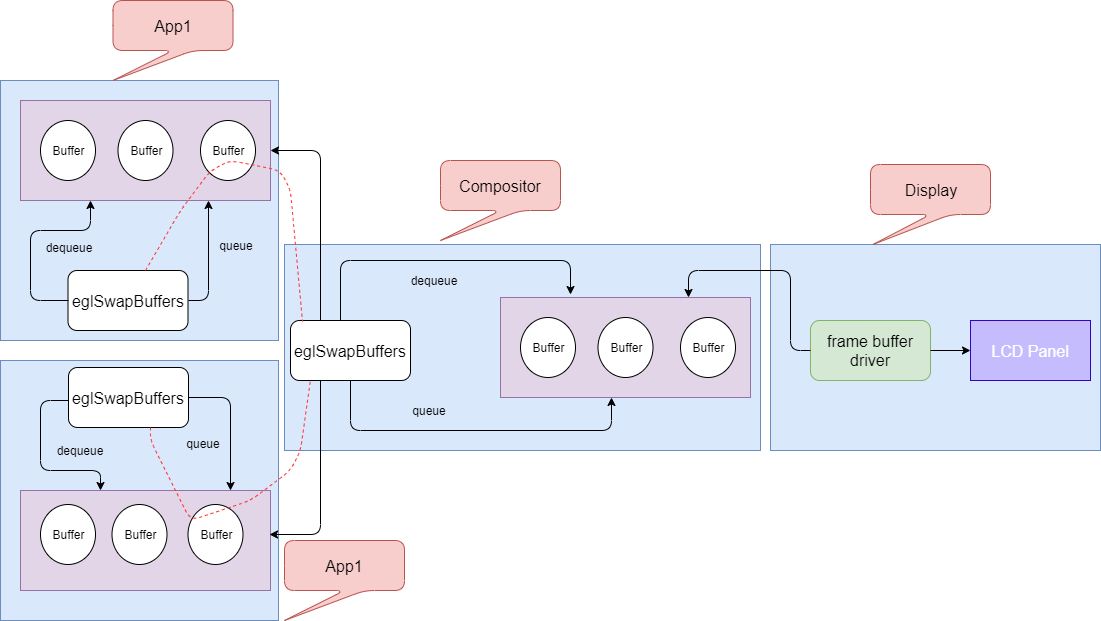 App1
Buffer
Buffer
Buffer
dequeue
queue
eglSwapBuffers
eglSwapBuffers
dequeue
queue
Buffer
Buffer
Buffer
App1
Compositor
dequeue
eglSwapBuffers
Buffer
Buffer
Buffer
queue
Display
frame buffer
driver
LCD Panel